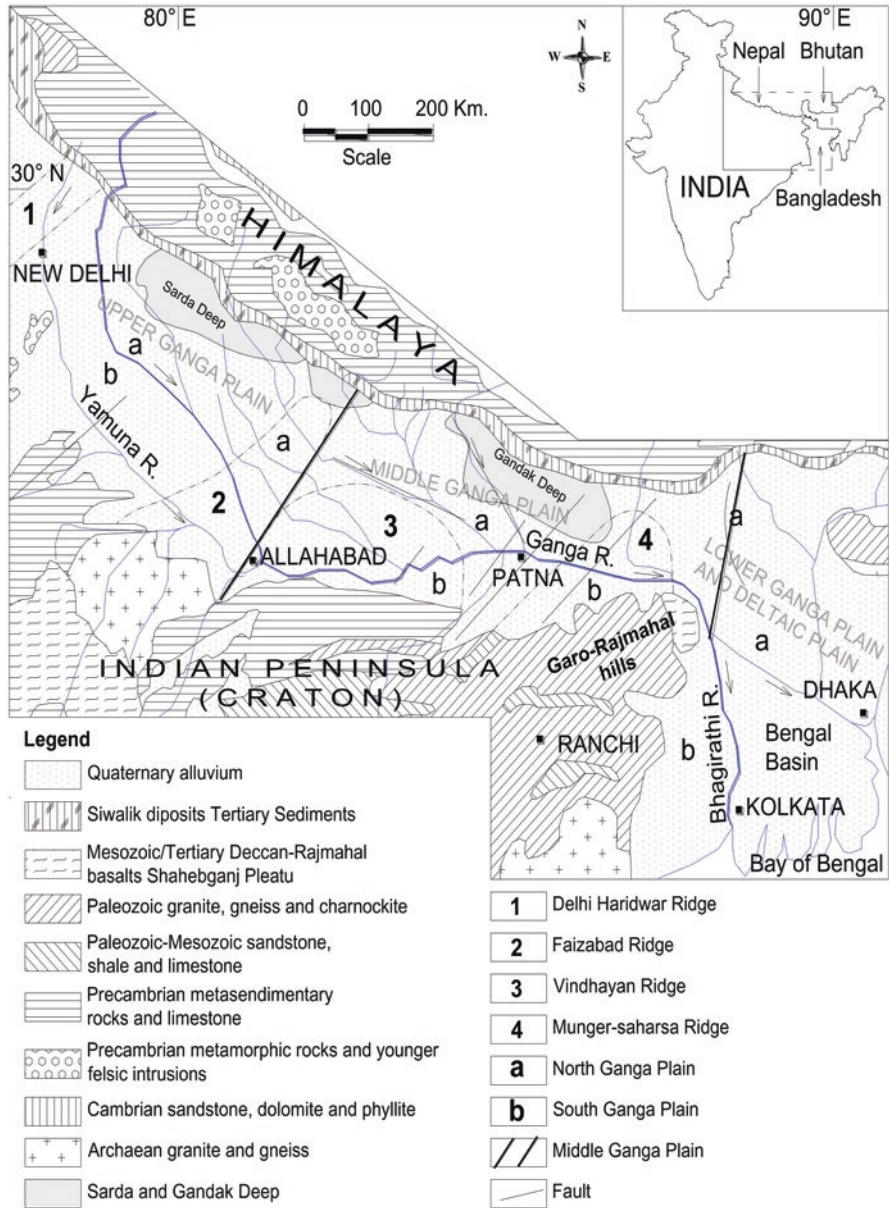 80° E
90° E
N
W E
S
0 100 200 Km.
Scale
Nepal Bhutan
INDIA
Bangladesh
30° N
1
NEW DELHI
HIMALAYA
Sarda Deep
UPPER GANGA PLAIN
a
b
Yamuna R.
a
2
ALLAHABAD
3
MIDDLE GANGA PLAIN
Gandak Deep
a
Ganga R.
4
b
PATNA
b
a
LOWER GANGA PLAIN
AND DELTAIC PLAIN
a
INDIAN PENINSULA
(CRATON)
Garo-Rajmahal
hills
DHAKA
RANCHI
b
Bhagirathi R.
Bengal
Basin
KOLKATA
Bay of Bengal
Legend
Quaternary alluvium
Siwalik diposits Tertiary Sediments
Mesozoic/Tertiary Deccan-Rajmahal
basalts Shahebganj Pleatu
Paleozoic granite, gneiss and charnockite
Paleozoic-Mesozoic sandstone,
shale and limestone
Precambrian metasendimentary
rocks and limestone
Precambrian metamorphic rocks and younger
felsic intrusions
Cambrian sandstone, dolomite and phyllite
Archaean granite and gneiss
Sarda and Gandak Deep
1 Delhi Haridwar Ridge
2 Faizabad Ridge
3 Vindhayan Ridge
4 Munger-saharsa Ridge
a North Ganga Plain
b South Ganga Plain
Middle Ganga Plain
Fault